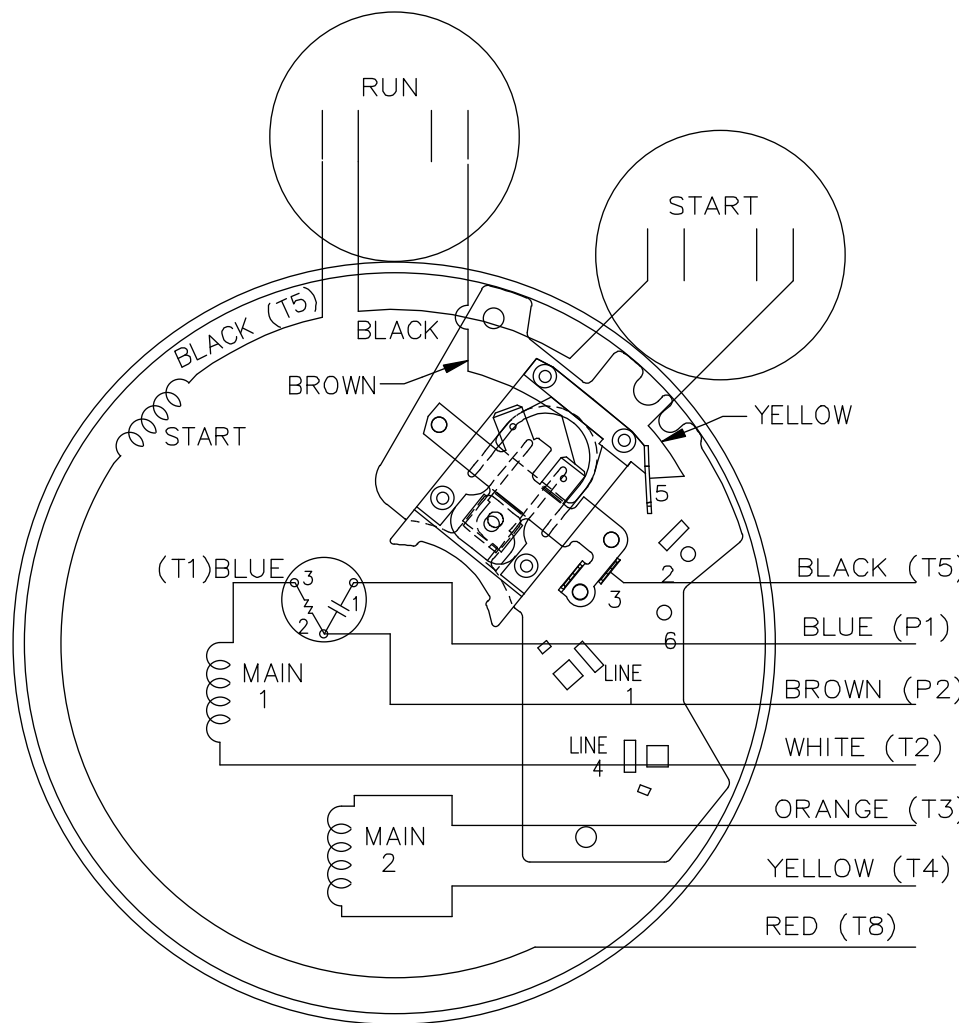 RUN
START
BLACK (T5)
BLACK
BROWN
YELLOW
START
5
(T1)BLUE
3
1
2
2
3
BLACK (T5)
6
BLUE (P1)
MAIN
1
LINE
1
BROWN (P2)
LINE
4
WHITE (T2)
MAIN
2
ORANGE (T3)
YELLOW (T4)
RED (T8)